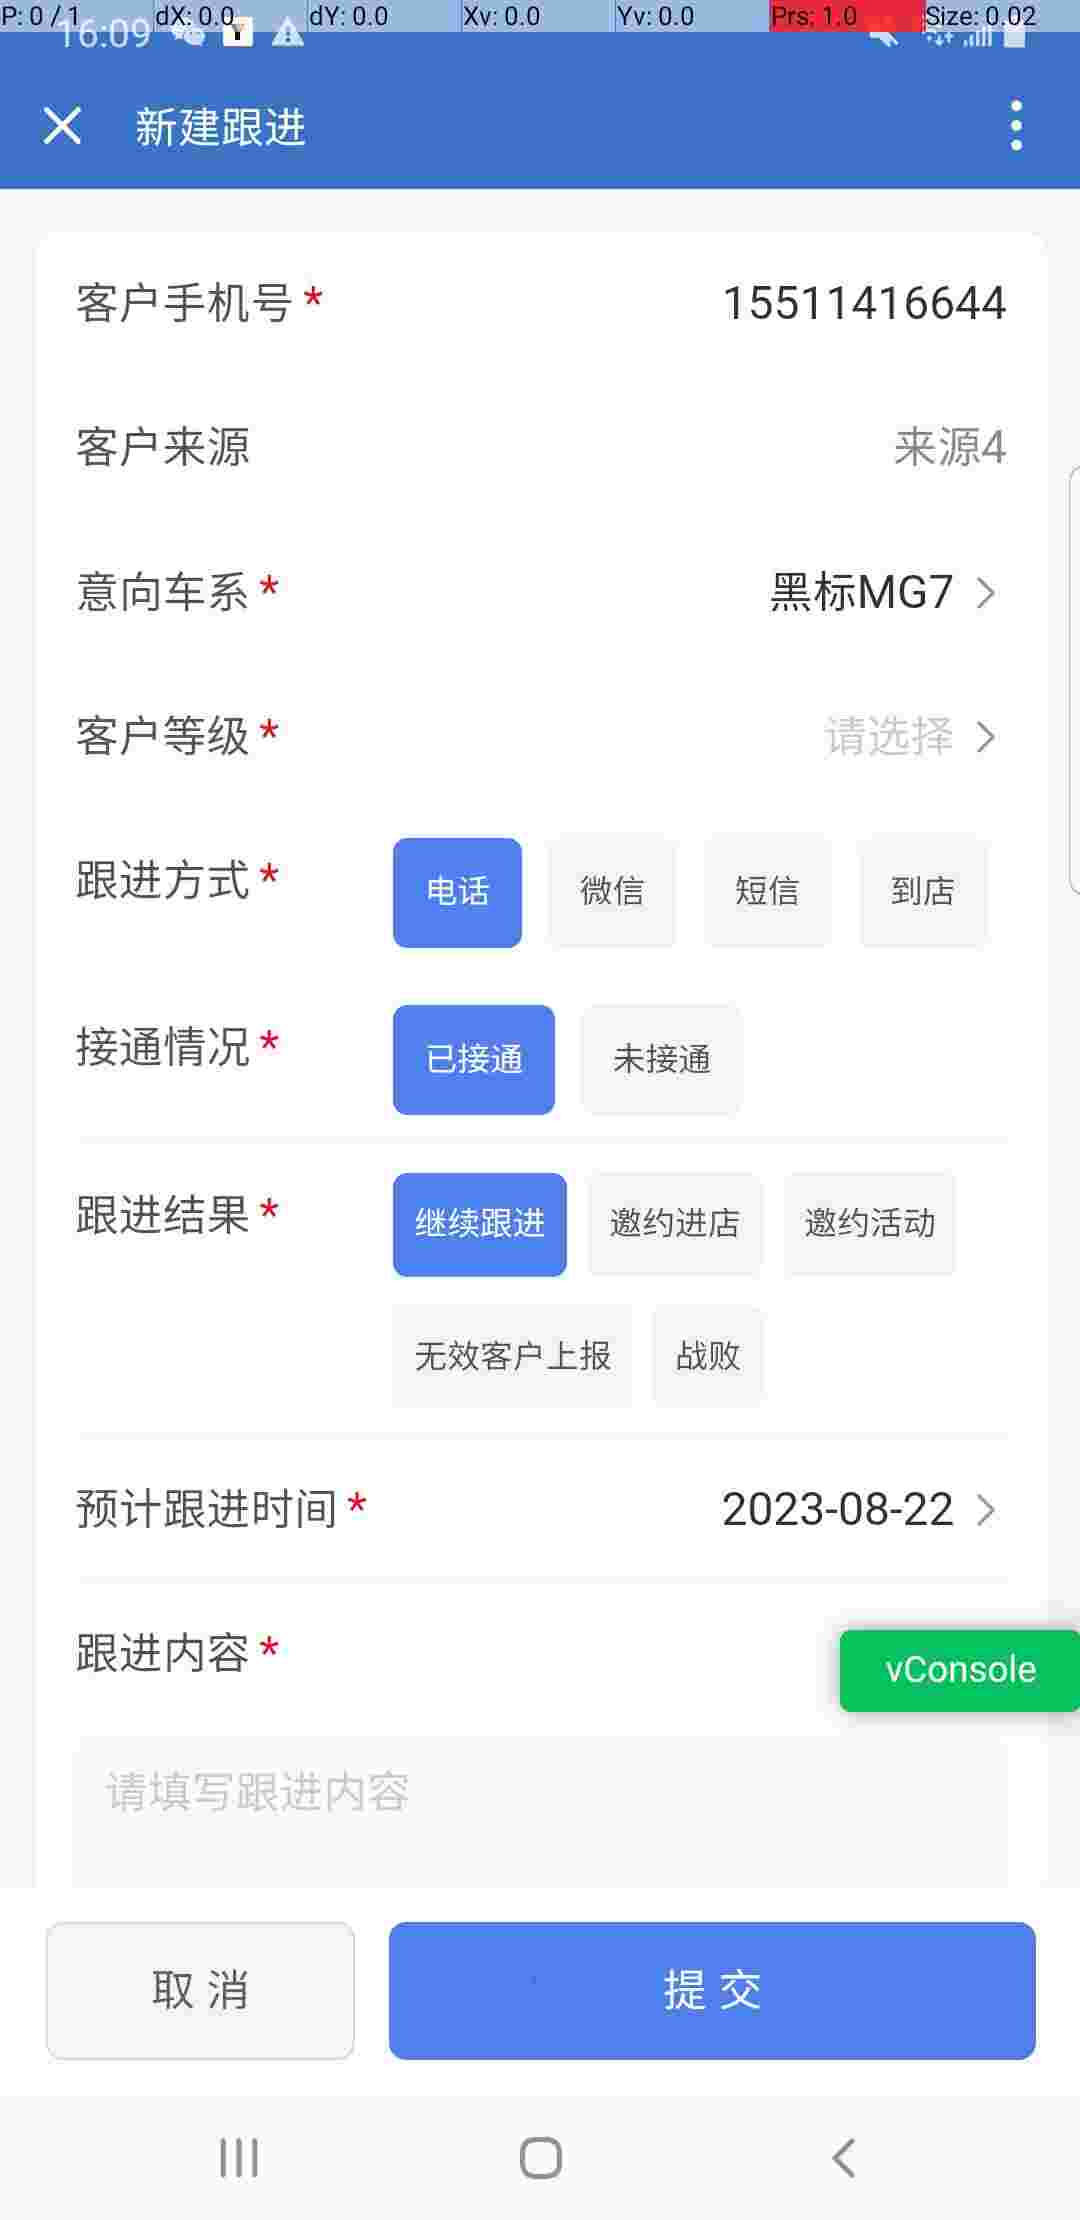 P: 0 / 1 dX: 0.0 dY: 0.0 Xv: 0.0 Yv: 0.0 Prs: 1.0 Size: 0.02
16:09
新建跟进
客户手机号 * 15511416644
客户来源 来源4
意向车系 * 黑标MG7
客户等级 * 请选择
跟进方式 * 电话 微信 短信 到店
接通情况 * 已接通 未接通
跟进结果 * 继续跟进 邀约进店 邀约活动
无效客户上报 战败
预计跟进时间 * 2023-08-22
跟进内容 *
vConsole
请填写跟进内容
取消 提交